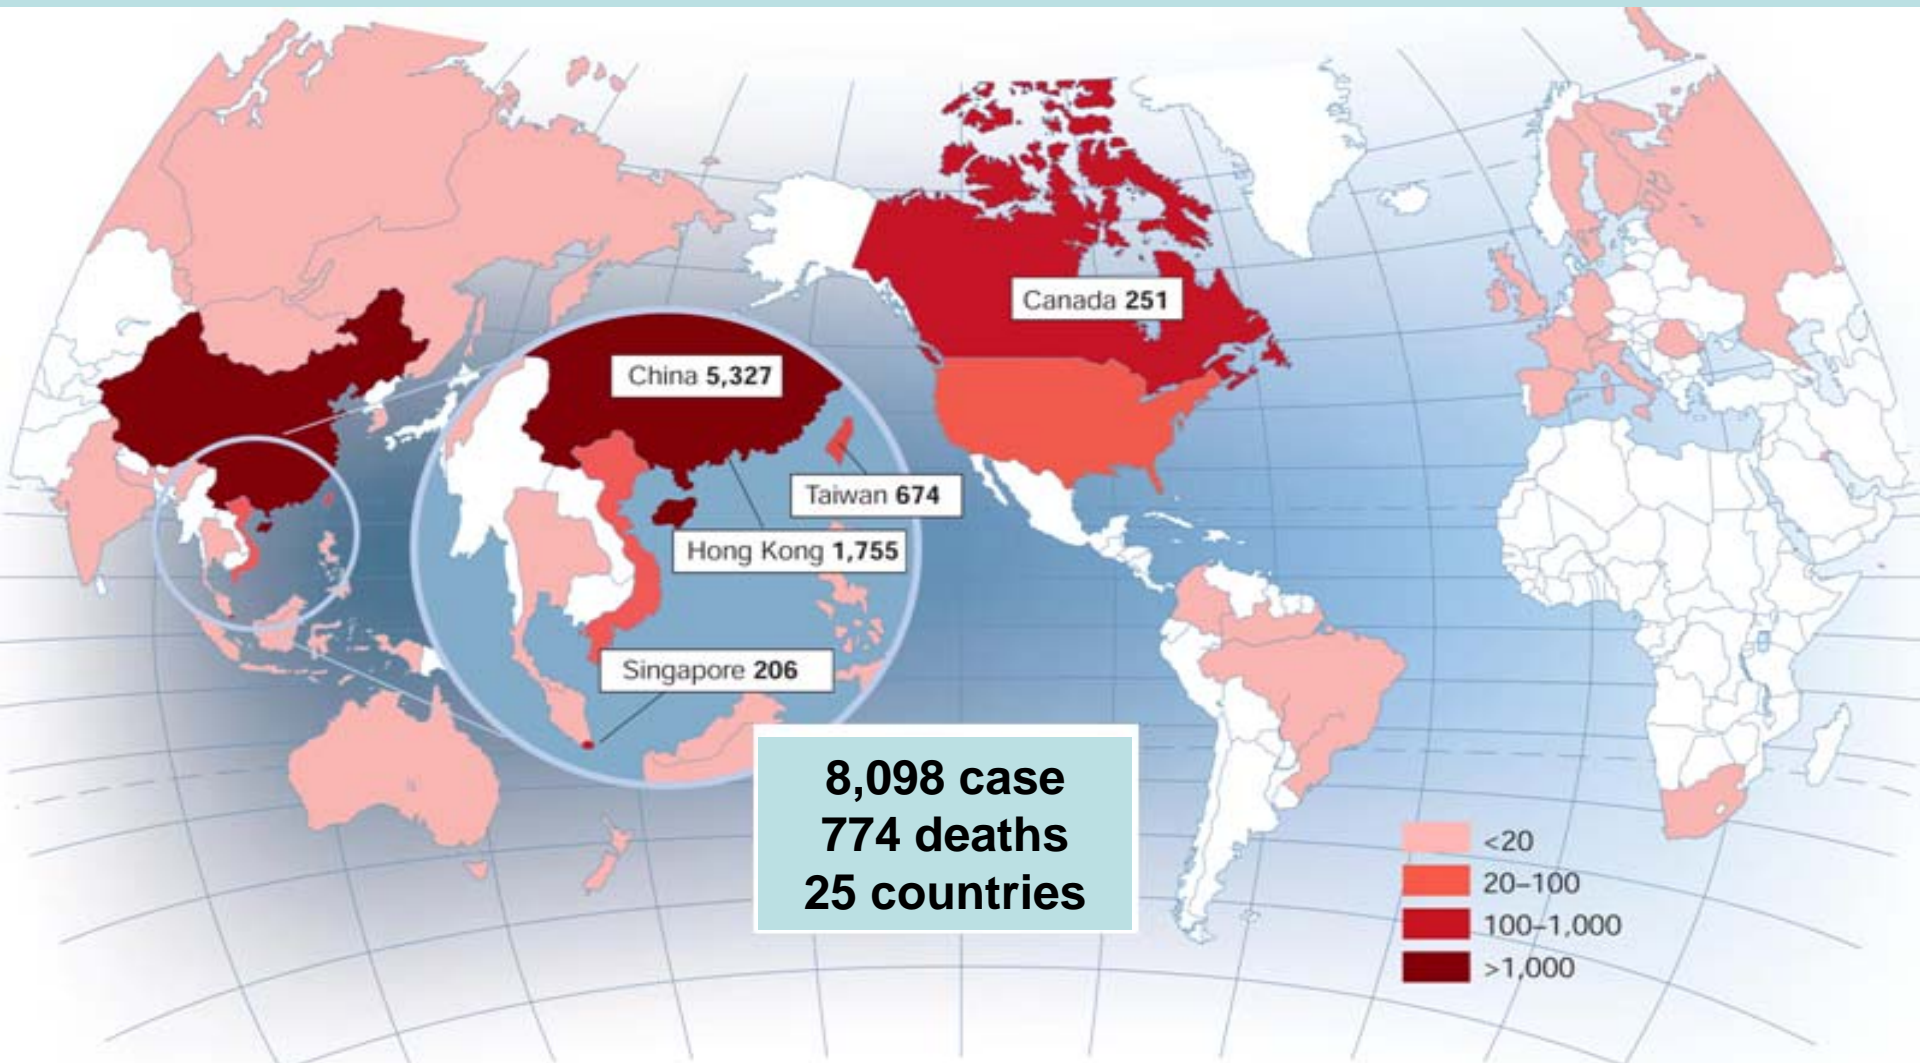 Canada 251
China 5,327
Taiwan 674
Hong Kong 1,755
Singapore 206
8,098 case
774 deaths
25 countries
<20
20–100
100–1,000
>1,000